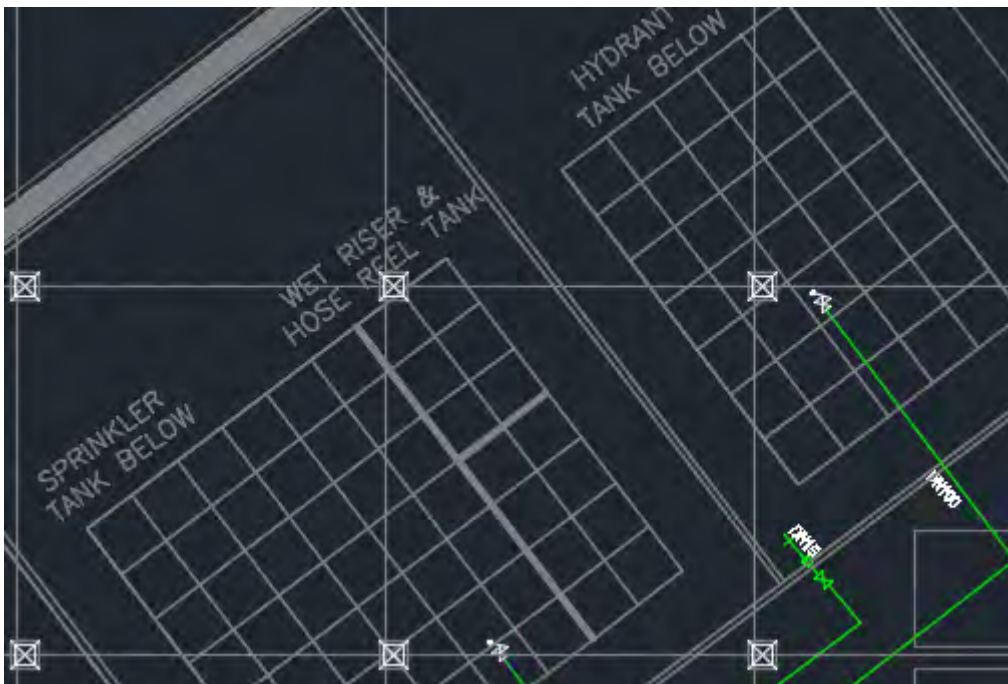 HYDRANT
TANK BELOW
WET RISER &
HOSE REEL TANK
SPRINKLER
TANK BELOW